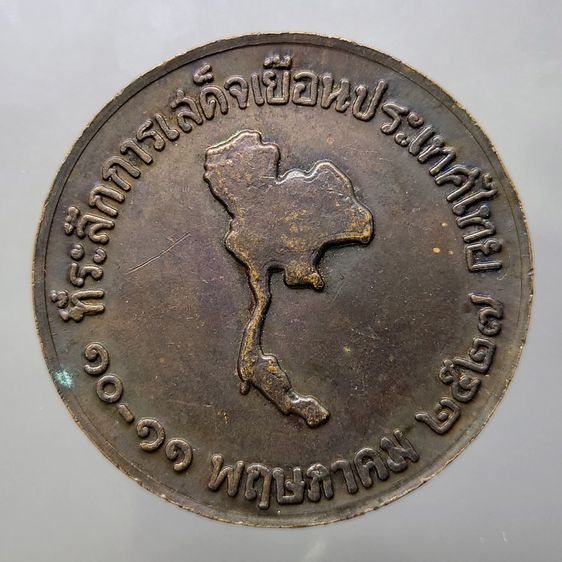 ที่ระลึกการเสด็จเยือนประเทศไทย
๑๐-๑๑ พฤษภาคม ๒๕๒๗